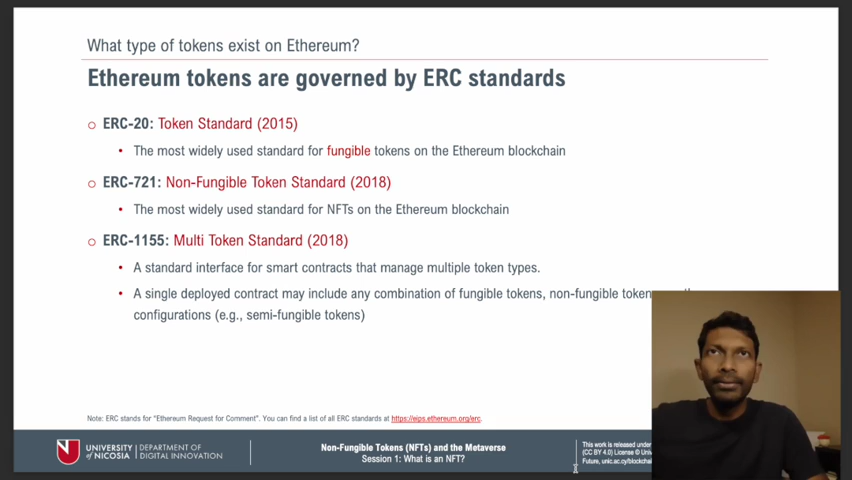 What type of tokens exist on Ethereum?
Ethereum tokens are governed by ERC standards
ERC-20: Token Standard (2015)
The most widely used standard for fungible tokens on the Ethereum blockchain
ERC-721: Non-Fungible Token Standard (2018)
The most widely used standard for NFTs on the Ethereum blockchain
ERC-1155: Multi Token Standard (2018)
A standard interface for smart contracts that manage multiple token types.
A single deployed contract may include any combination of fungible tokens, non-fungible token
configurations (e.g., semi-fungible tokens)
Note: ERC stands for "Ethereum Request for Comment". You can find a list of all ERC standards at https://eips.ethereum.org/erc.
UNIVERSITY of NICOSIA
DEPARTMENT OF
DIGITAL INNOVATION
Non-Fungible Tokens (NFTs) and the Metaverse
Session 1: What is an NFT?
This work is released under
(CC BY 4.0) License © Univ
Future, unic.ac.cy/blockchai